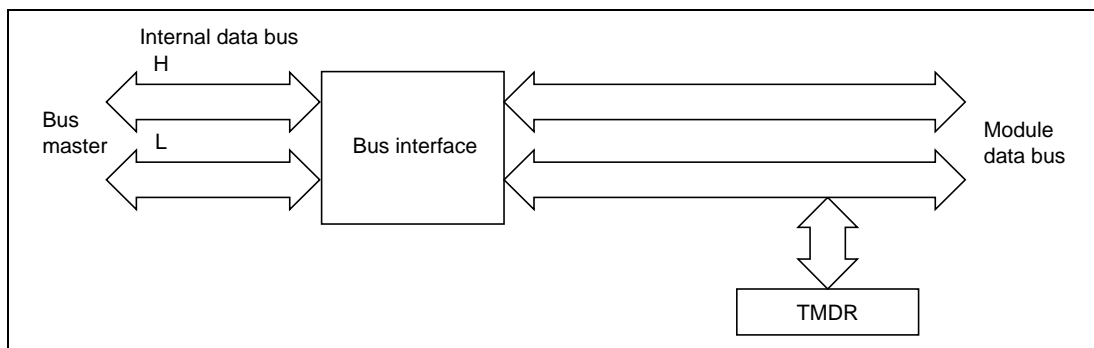 Internal data bus
H
Bus
master
L
Bus interface
Module
data bus
TMDR